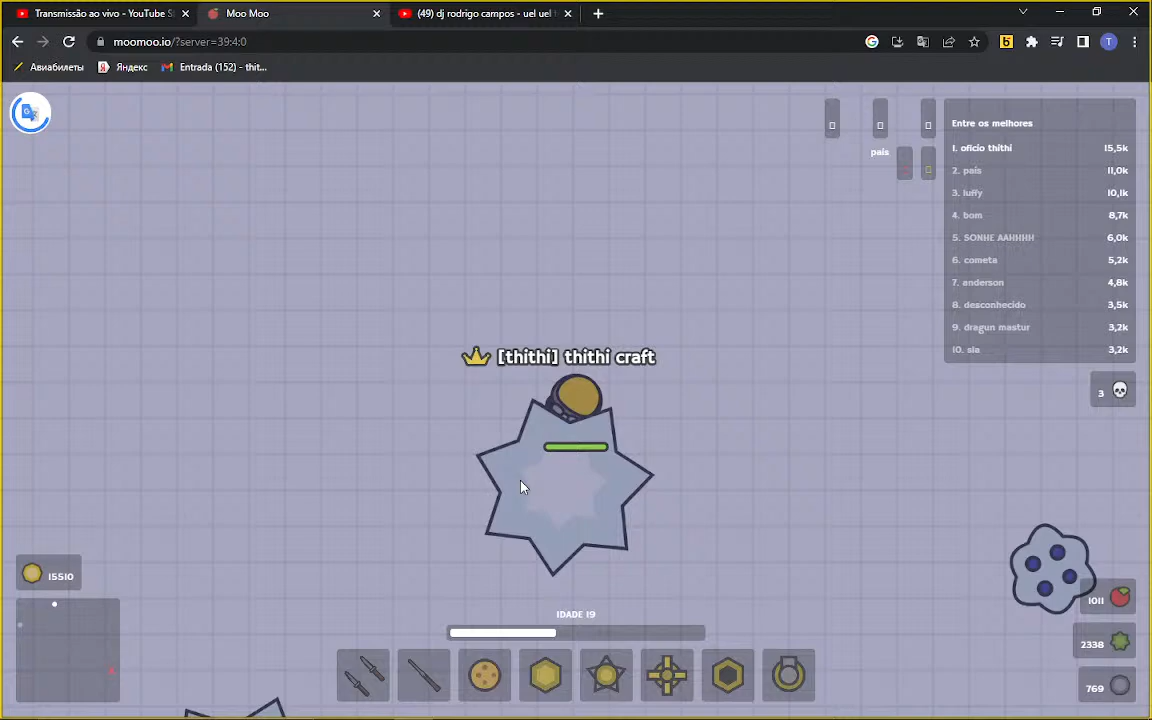 Transmissão ao vivo - YouTube S
Moo Moo
(49) dj rodrigo campos - uel uel
moomoo.io/?server=39:4:0
Авиабилеты
Яндекс
Entrada (152) - thit...
T
pais
Entre os melhores
1. oficio thithi 15,5k
2. pais 11,0k
3. luffy 10,1k
4. bom 8,7k
5. SONHE AAHHHH 6,0k
6. cometa 5,2k
7. anderson 4,8k
8. desconhecido 3,5k
9. dragun mastur 3,2k
10. sla 3,2k
3
[thithi] thithi craft
15510
1011
2338
769
IDADE 19